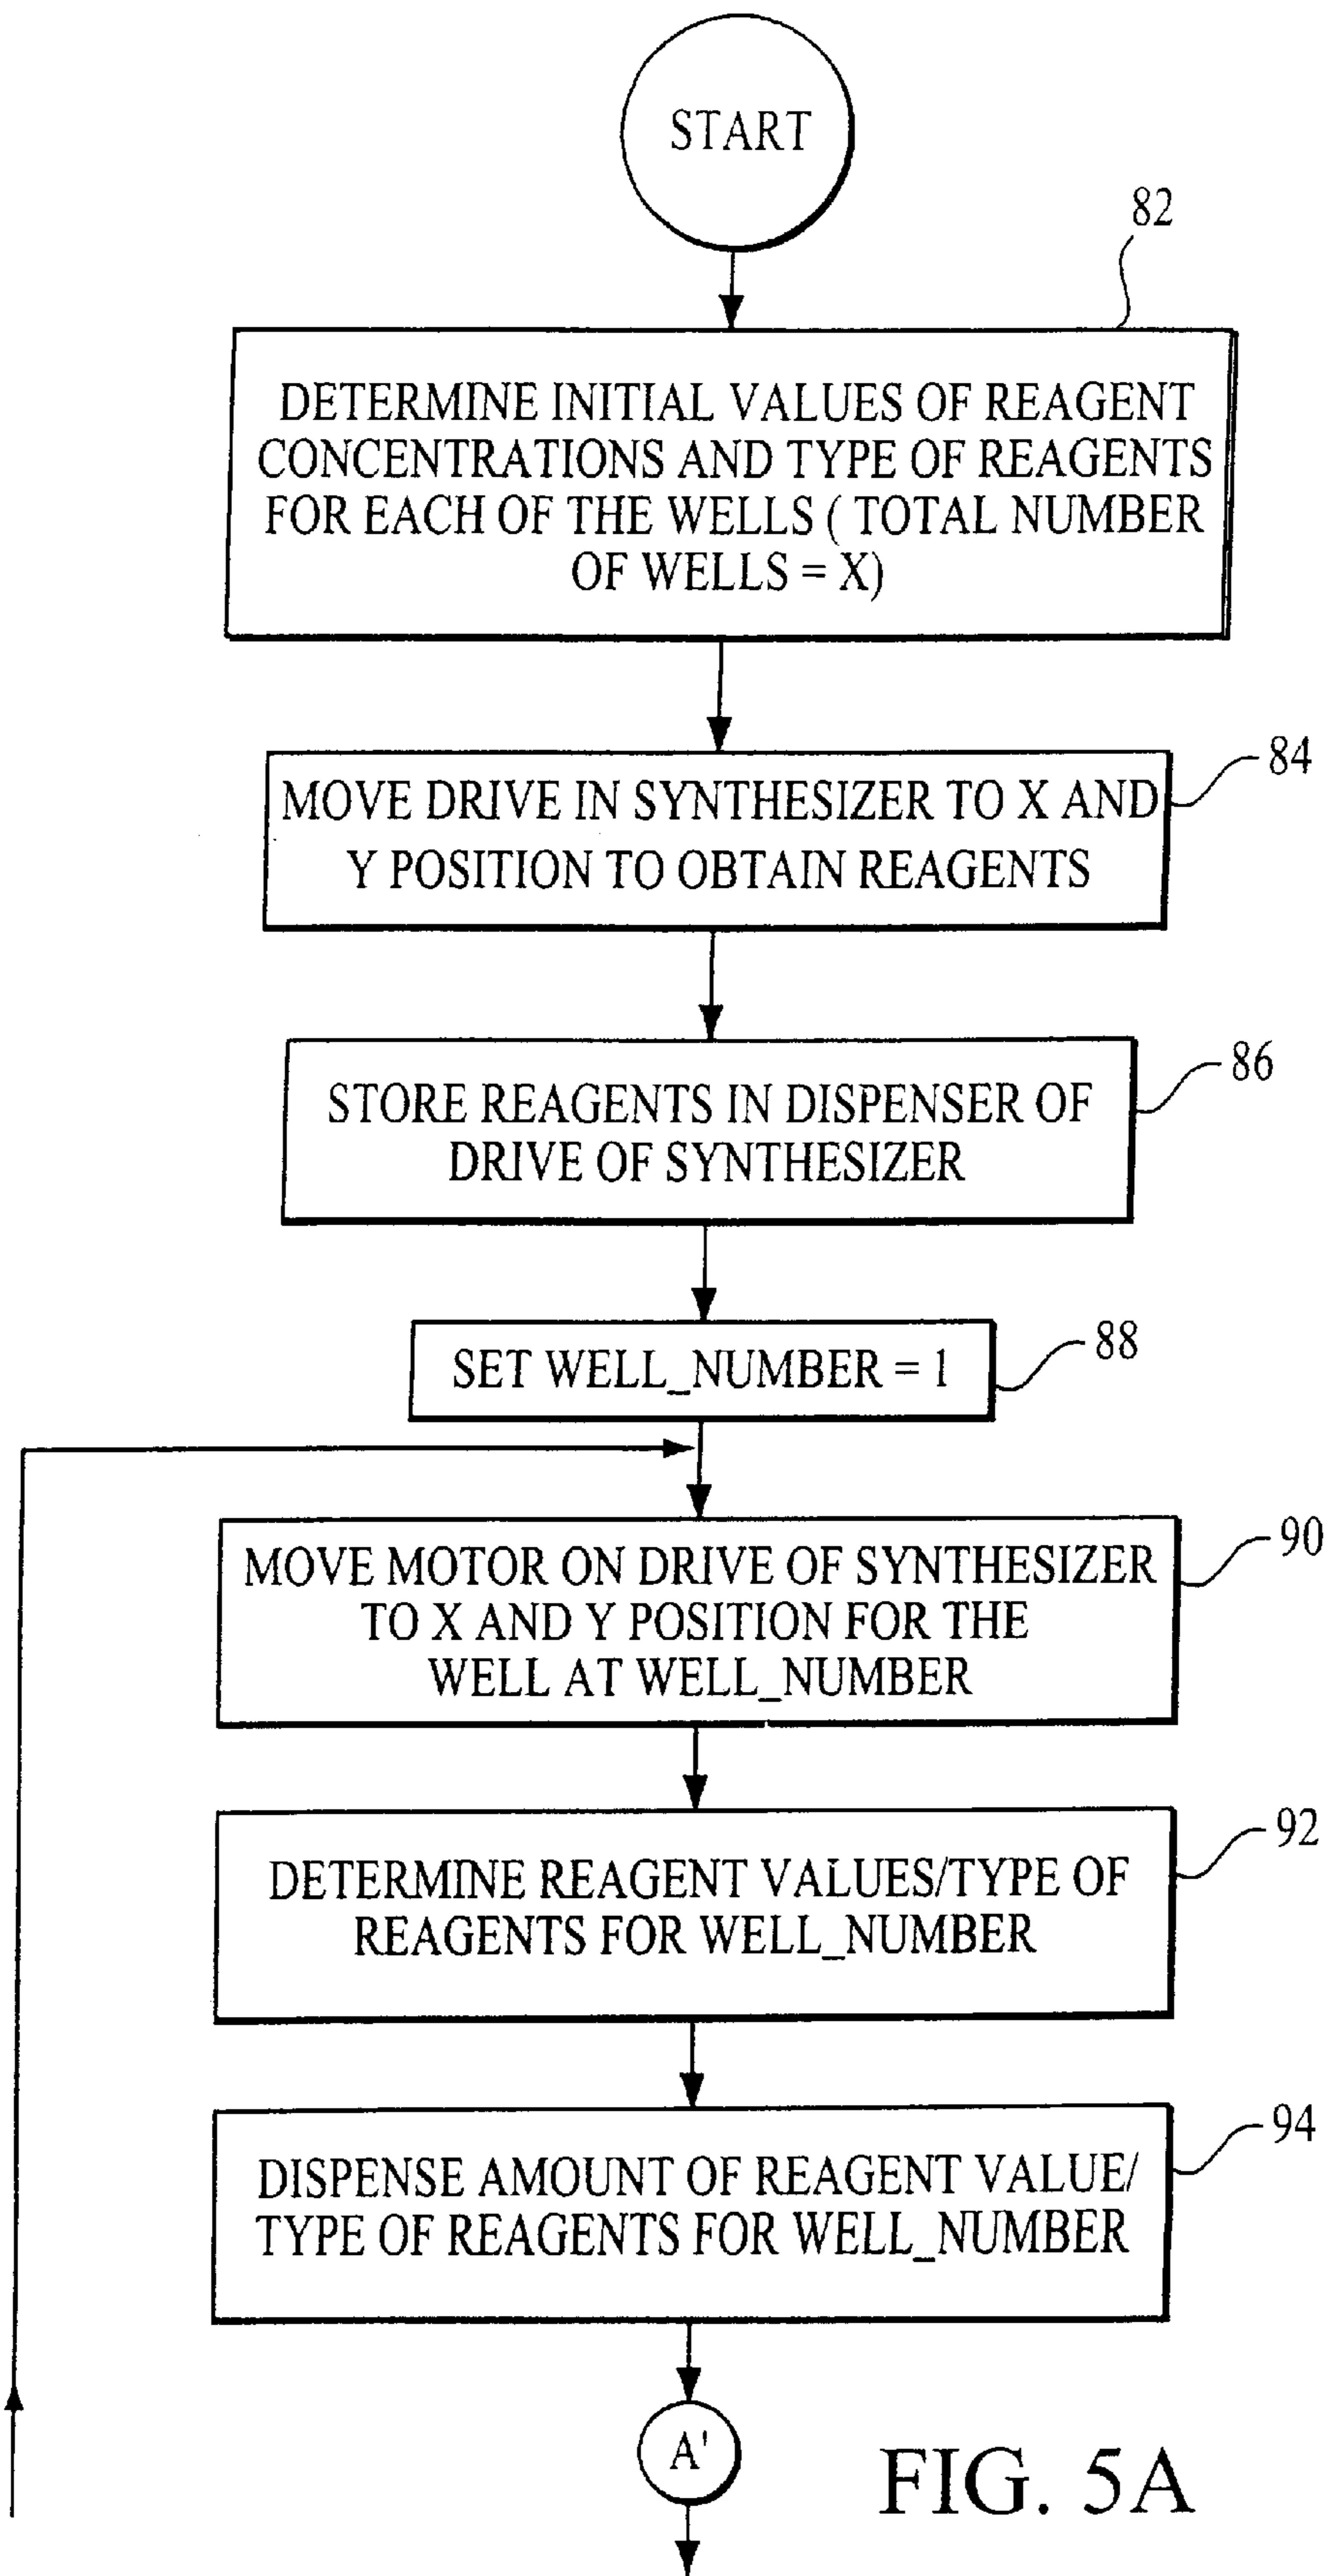 START
82
DETERMINE INITIAL VALUES OF REAGENT
CONCENTRATIONS AND TYPE OF REAGENTS
FOR EACH OF THE WELLS ( TOTAL NUMBER
OF WELLS = X)
84
MOVE DRIVE IN SYNTHESIZER TO X AND
Y POSITION TO OBTAIN REAGENTS
86
STORE REAGENTS IN DISPENSER OF
DRIVE OF SYNTHESIZER
88
SET WELL_NUMBER = 1
90
MOVE MOTOR ON DRIVE OF SYNTHESIZER
TO X AND Y POSITION FOR THE
WELL AT WELL_NUMBER
92
DETERMINE REAGENT VALUES/TYPE OF
REAGENTS FOR WELL_NUMBER
94
DISPENSE AMOUNT OF REAGENT VALUE/
TYPE OF REAGENTS FOR WELL_NUMBER
A'
FIG. 5A